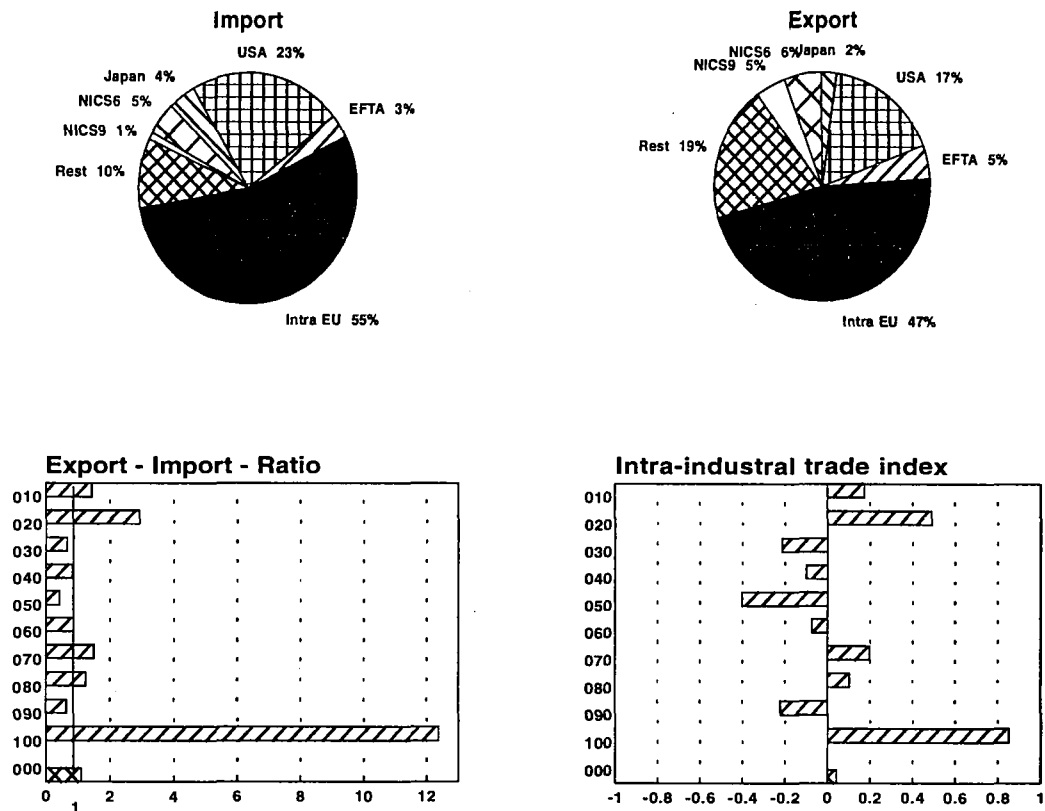 Import
USA 23%
Japan 4%
NICS6 5%
EFTA 3%
NICS9 1%
Rest 10%
Intra EU 55%
Export
NICS6 6%
Japan 2%
NICS9 5%
USA 17%
Rest 19%
EFTA 5%
Intra EU 47%
Export - Import - Ratio
010
020
030
040
050
060
070
080
090
100
000
0 2 4 6 8 10 12
1
Intra-industral trade index
010
020
030
040
050
060
070
080
090
100
000
-1 -0.8 -0.6 -0.4 -0.2 0 0.2 0.4 0.6 0.8 1